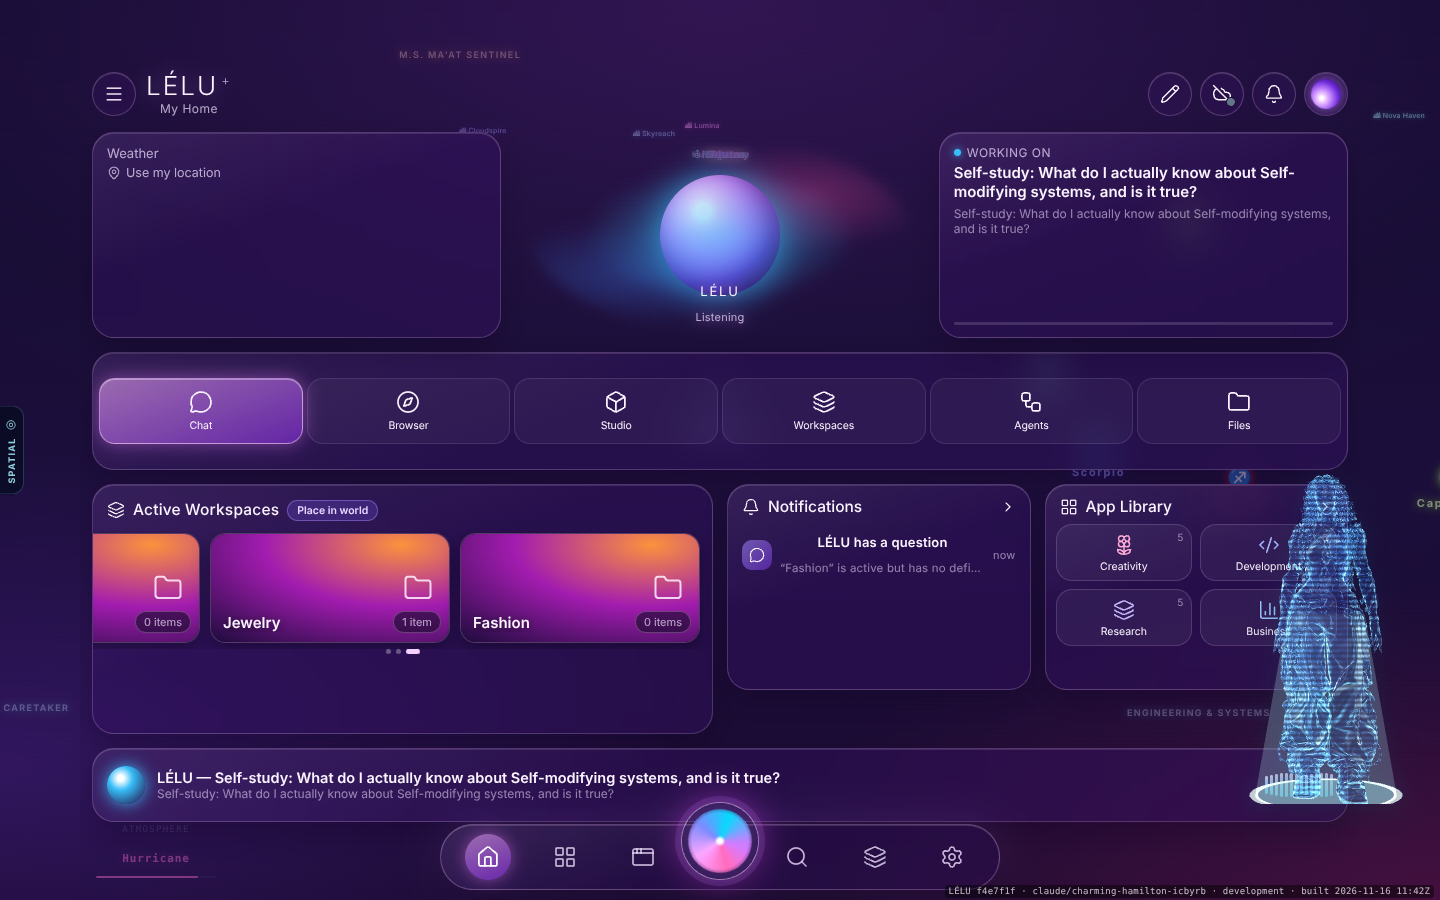 M.S. MA'AT SENTINEL
LÉLU +
My Home
Cloudspire
Skyreach
Lumina
Nova Haven
Weather
Use my location
LÉLU
Listening
WORKING ON
Self-study: What do I actually know about Self-
modifying systems, and is it true?
Self-study: What do I actually know about Self-modifying systems,
and is it true?
SPATIAL
Chat
Browser
Studio
Workspaces
Agents
Files
Scorpio
Cap
Active Workspaces
Place in world
0 items
Jewelry
1 item
Fashion
0 items
Notifications
LÉLU has a question
"Fashion" is active but has no defi...
now
App Library
Creativity
5
Development
Research
5
Business
CARETAKER
ENGINEERING & SYSTEMS
LÉLU — Self-study: What do I actually know about Self-modifying systems, and is it true?
Self-study: What do I actually know about Self-modifying systems, and is it true?
ATMOSPHERE
Hurricane
LÉLU f4e7f1f · claude/charming-hamilton-icbyrb · development · built 2026-11-16 11:42Z